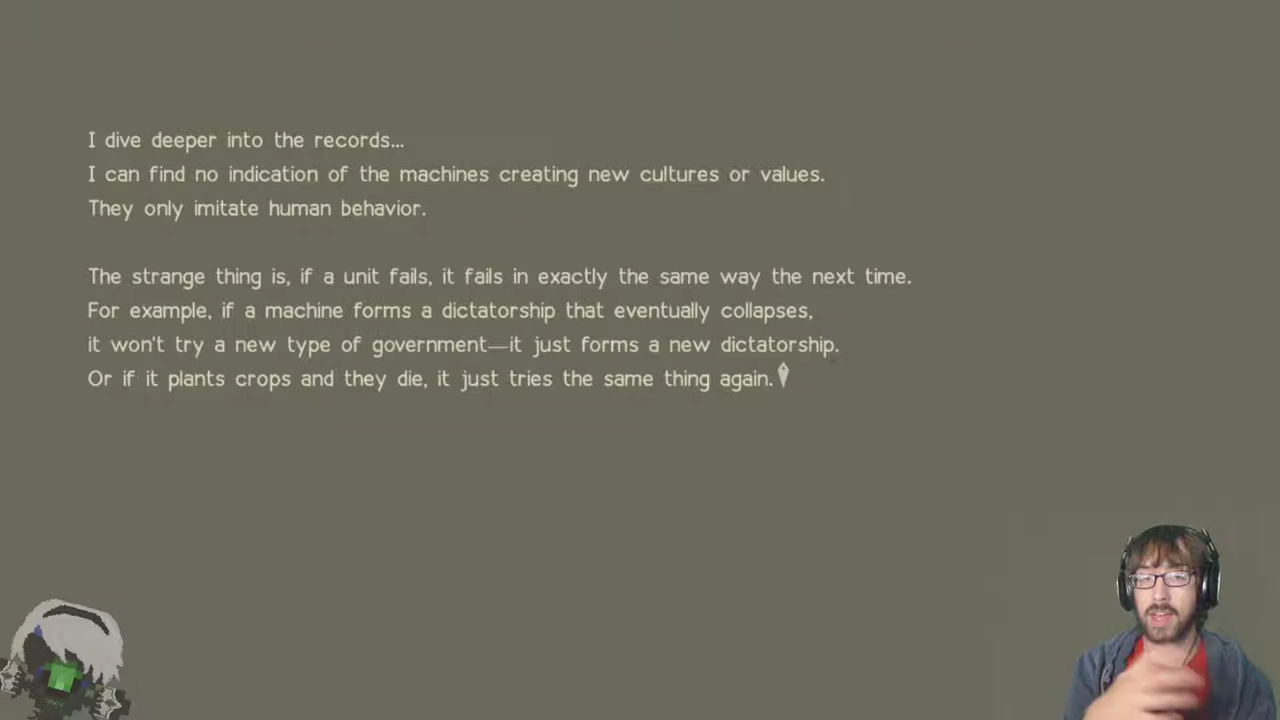 I dive deeper into the records...
I can find no indication of the machines creating new cultures or values.
They only imitate human behavior.
The strange thing is, if a unit fails, it fails in exactly the same way the next time.
For example, if a machine forms a dictatorship that eventually collapses,
it won't try a new type of government—it just forms a new dictatorship.
Or if it plants crops and they die, it just tries the same thing again.